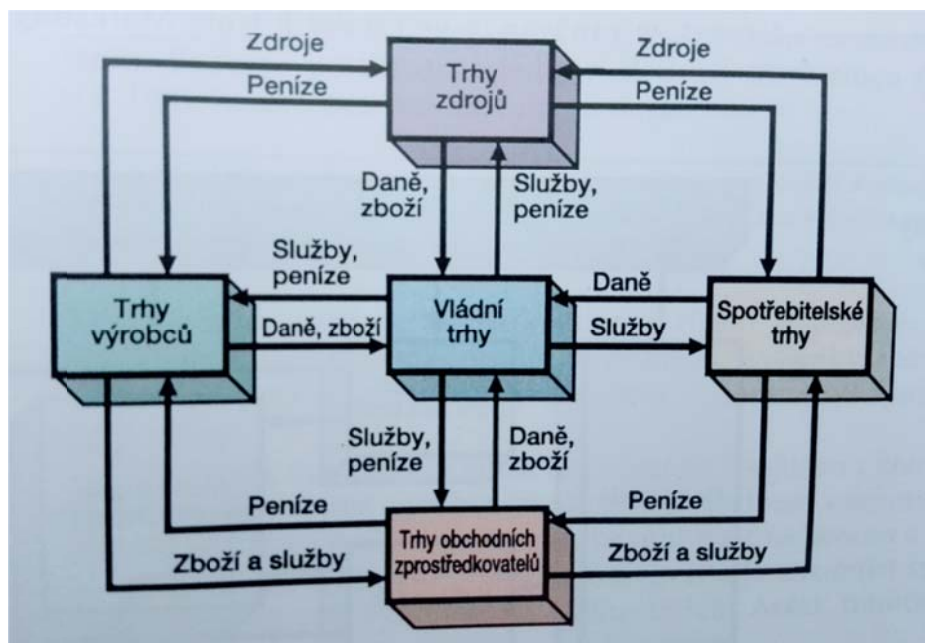 Zdroje
Zdroje
Trhy
zdrojů
Peníze
Peníze
Daně,
zboží
Služby,
peníze
Služby,
peníze
Trhy
výrobců
Daně, zboží
Vládní
trhy
Daně
Služby
Spotřebitelské
trhy
Služby,
peníze
Daně,
zboží
Peníze
Peníze
Trhy obchodních
zprostředkovatelů
Zboží a služby
Zboží a služby